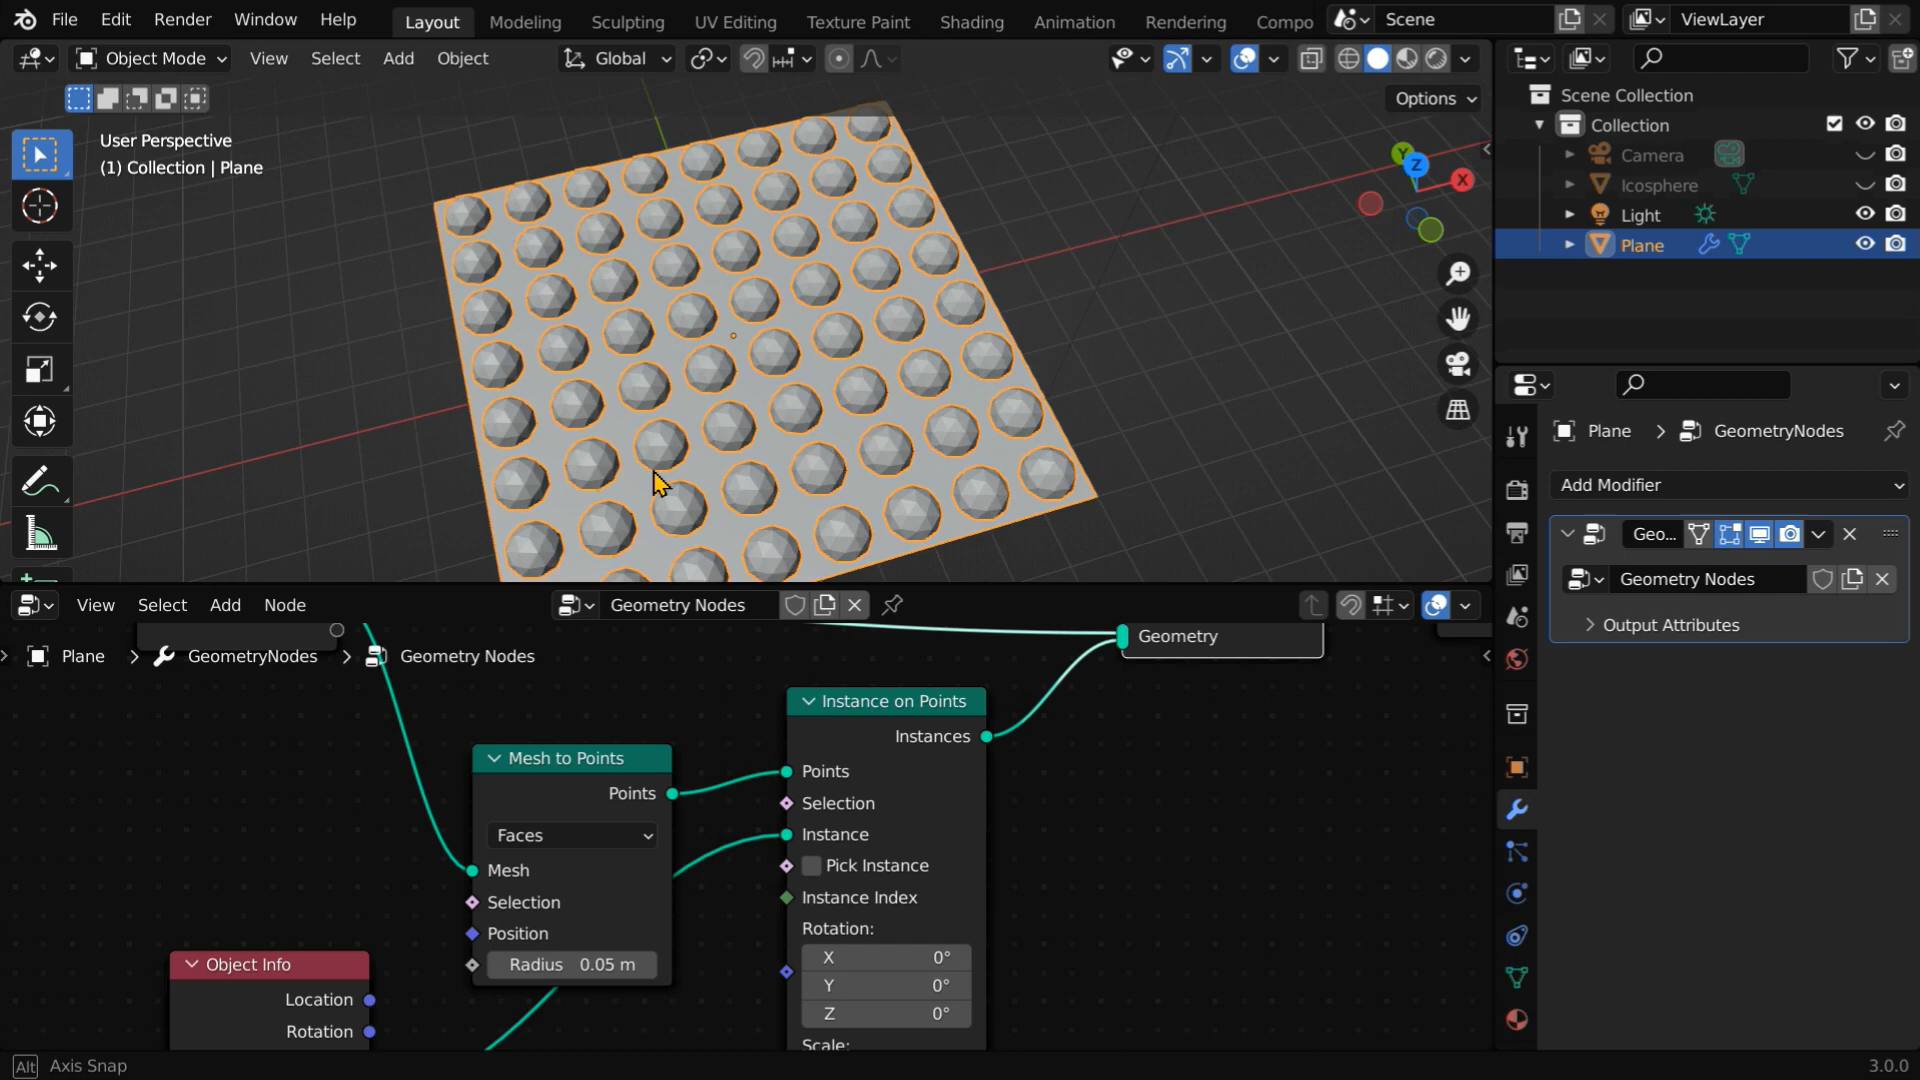 File Edit Render Window Help
Layout Modeling Sculpting UV Editing Texture Paint Shading Animation Rendering Compo
Scene
ViewLayer
Object Mode View Select Add Object
Global
Options
User Perspective
(1) Collection | Plane
Y
Z
X
Scene Collection
Collection
Camera
Icosphere
Light
Plane
Plane > GeometryNodes
Add Modifier
Geo...
Geometry Nodes
Output Attributes
View Select Add Node
Geometry Nodes
Plane > GeometryNodes > Geometry Nodes
Geometry
Instance on Points
Instances
Points
Selection
Instance
Pick Instance
Instance Index
Rotation:
X 0°
Y 0°
Z 0°
Scale:
Mesh to Points
Points
Faces
Mesh
Selection
Position
Radius 0.05 m
Object Info
Location
Rotation
Alt Axis Snap
3.0.0